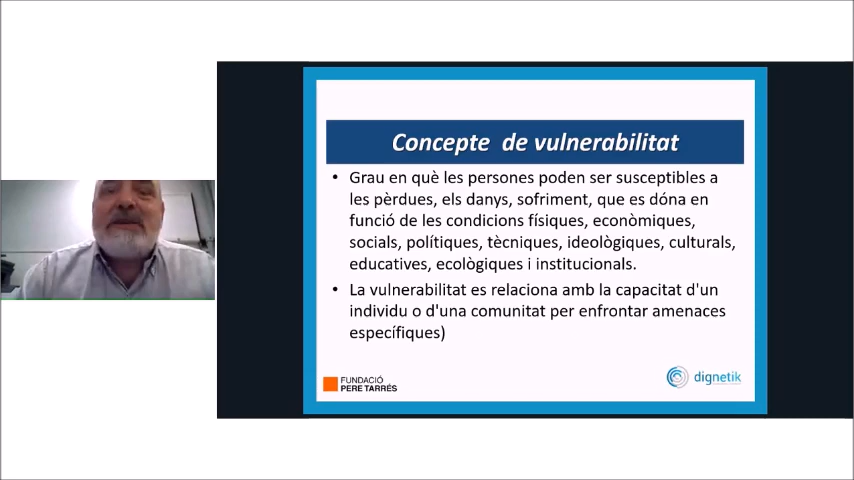 Concepte de vulnerabilitat
• Grau en què les persones poden ser susceptibles a
les pèrdues, els danys, sofriment, que es dóna en
funció de les condicions físiques, econòmiques,
socials, polítiques, tècniques, ideològiques, culturals,
educatives, ecològiques i institucionals.
• La vulnerabilitat es relaciona amb la capacitat d'un
individu o d'una comunitat per enfrontar amenaces
específiques)
FUNDACIÓ
PERE TARRÉS
dignetik